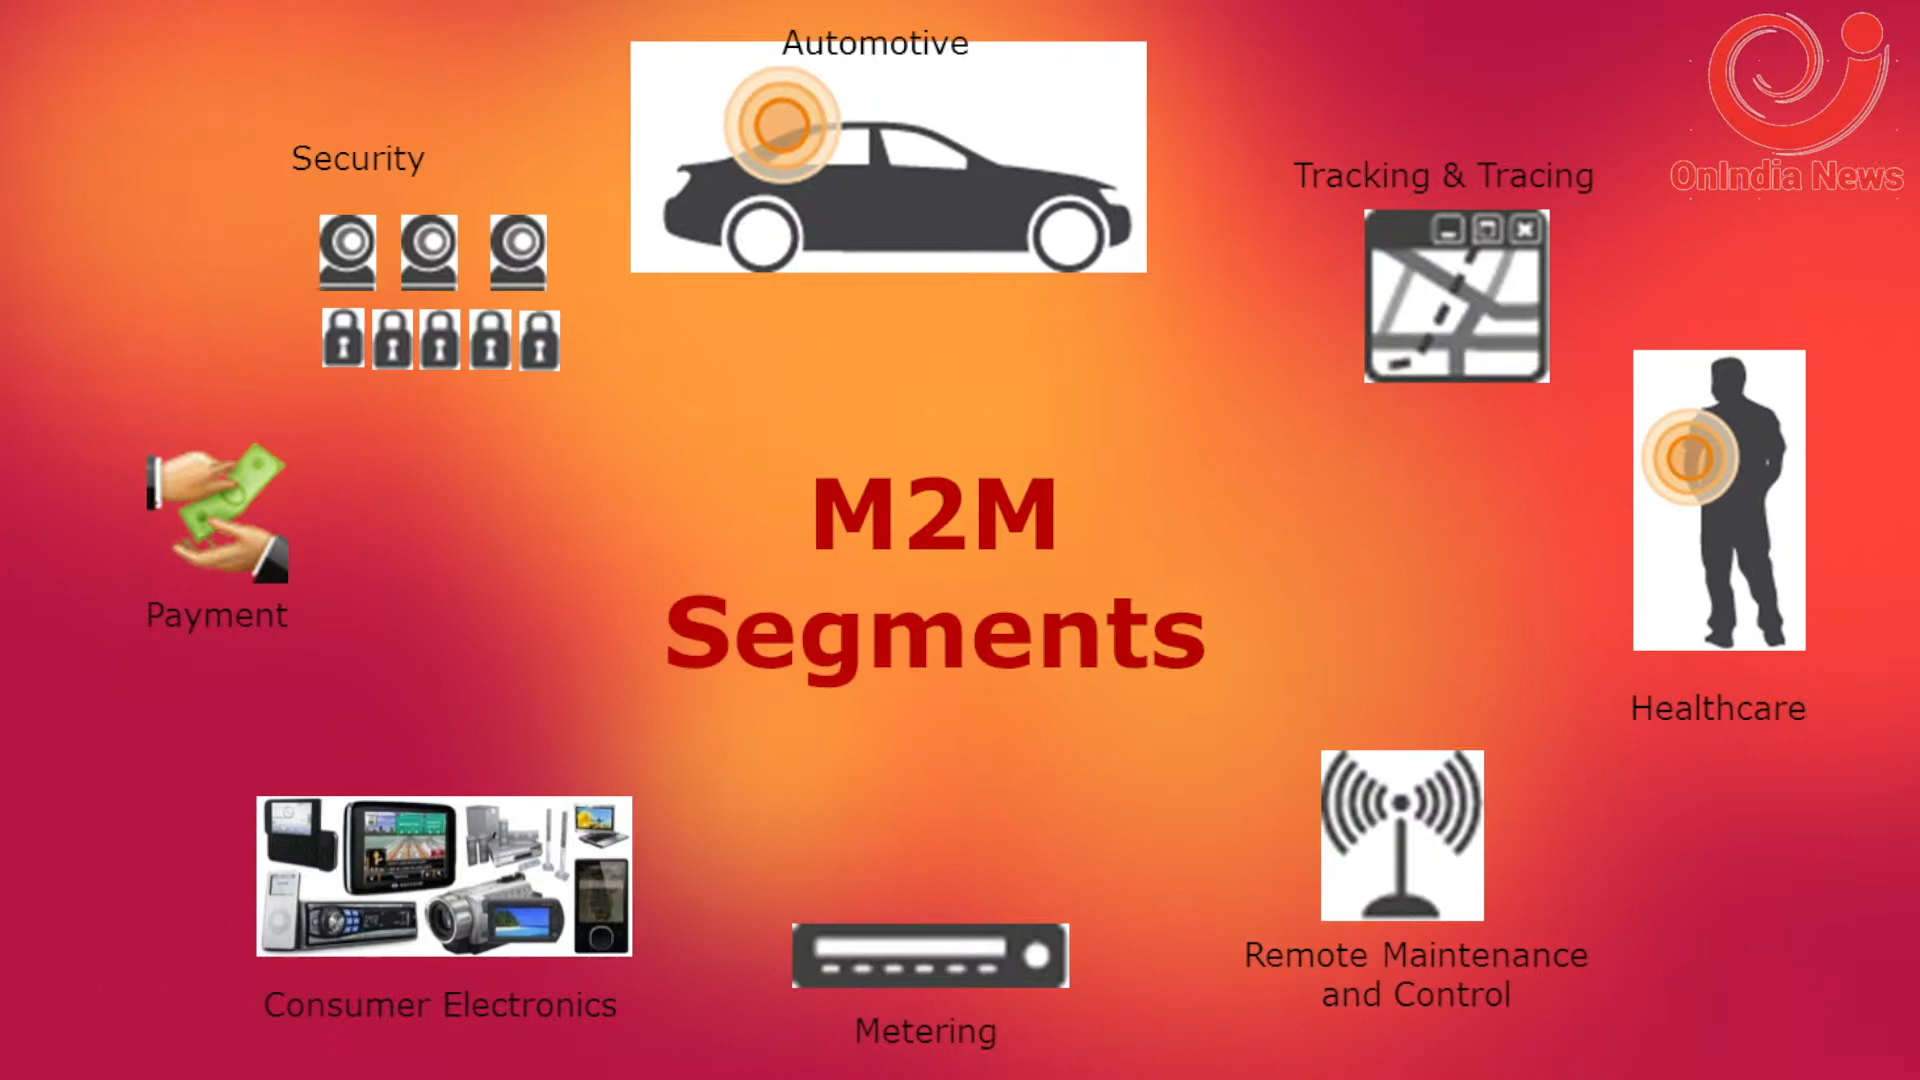 Automotive
Security
Tracking & Tracing
OnIndia News
M2M
Segments
Payment
Healthcare
Remote Maintenance
and Control
Consumer Electronics
Metering